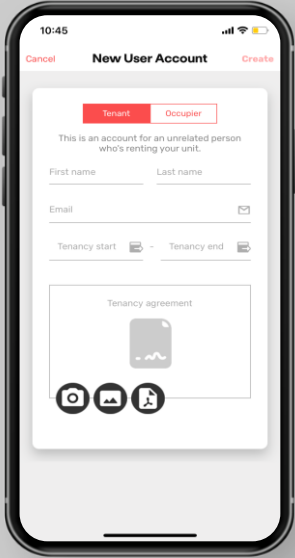 10:45
Cancel New User Account Create
Tenant Occupier
This is an account for an unrelated person
who's renting your unit.
First name Last name
Email
Tenancy start - Tenancy end
Tenancy agreement